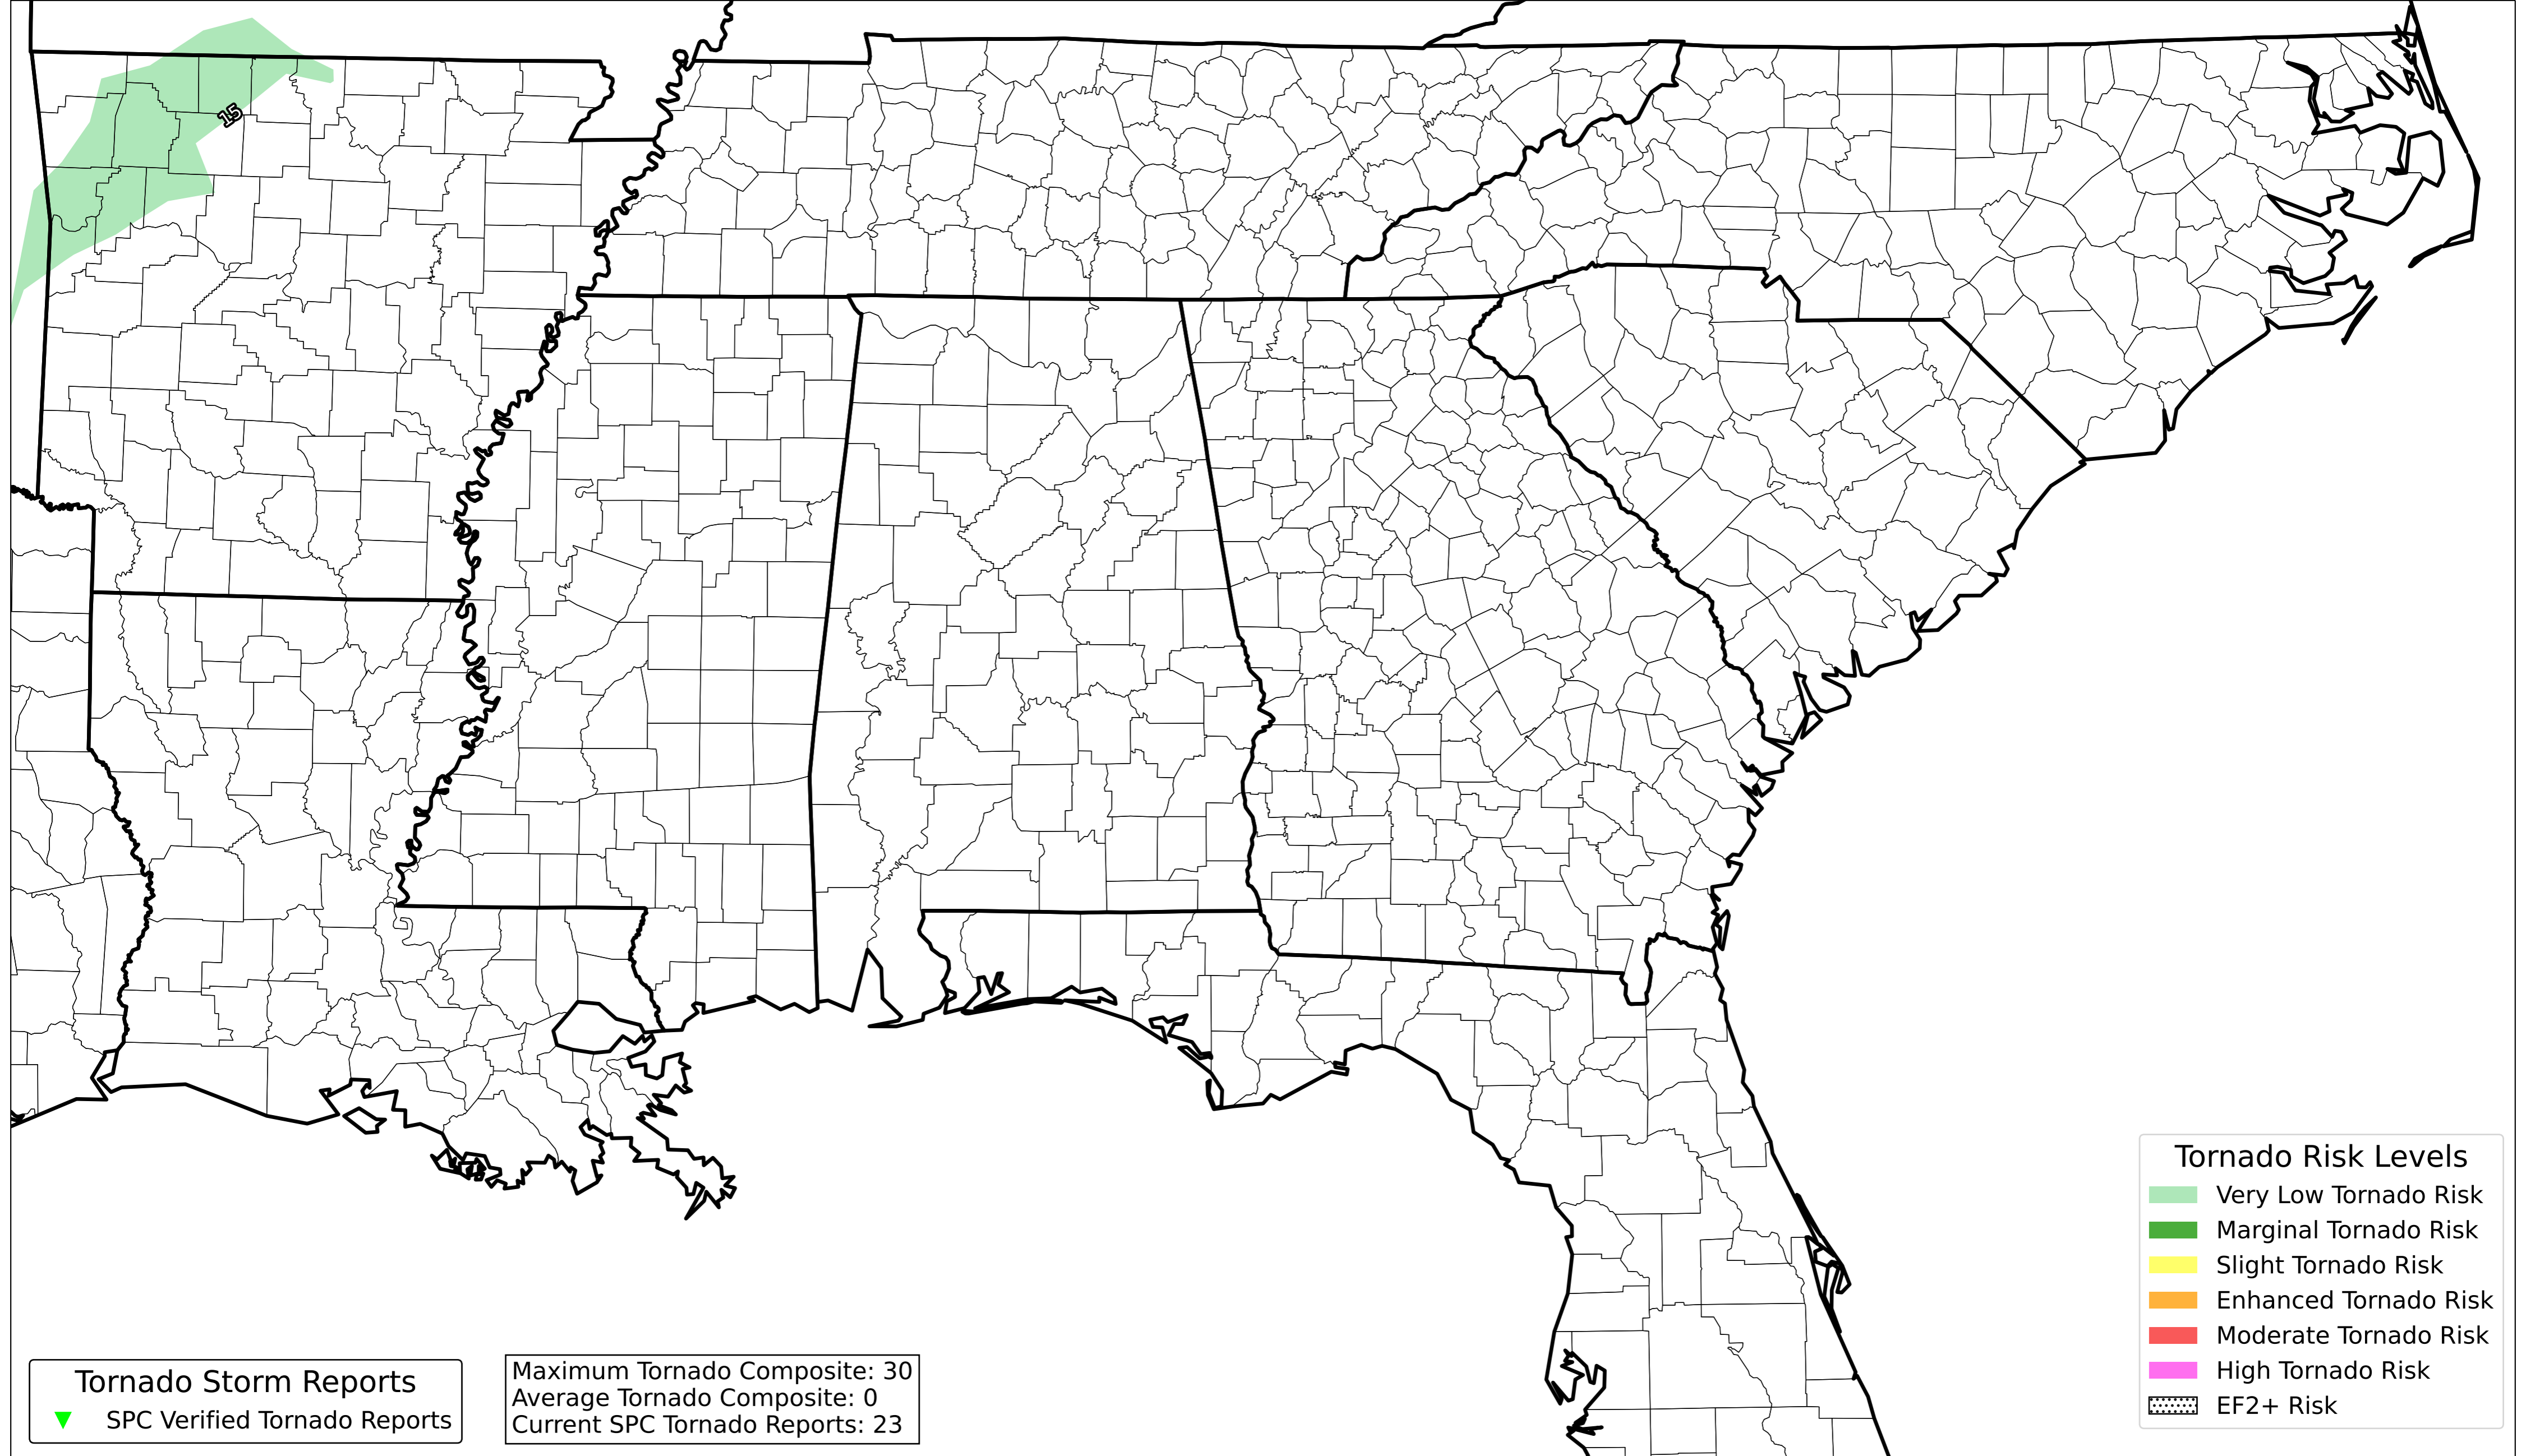 15
Tornado Storm Reports
SPC Verified Tornado Reports
Maximum Tornado Composite: 30
Average Tornado Composite: 0
Current SPC Tornado Reports: 23
Tornado Risk Levels
Very Low Tornado Risk
Marginal Tornado Risk
Slight Tornado Risk
Enhanced Tornado Risk
Moderate Tornado Risk
High Tornado Risk
EF2+ Risk